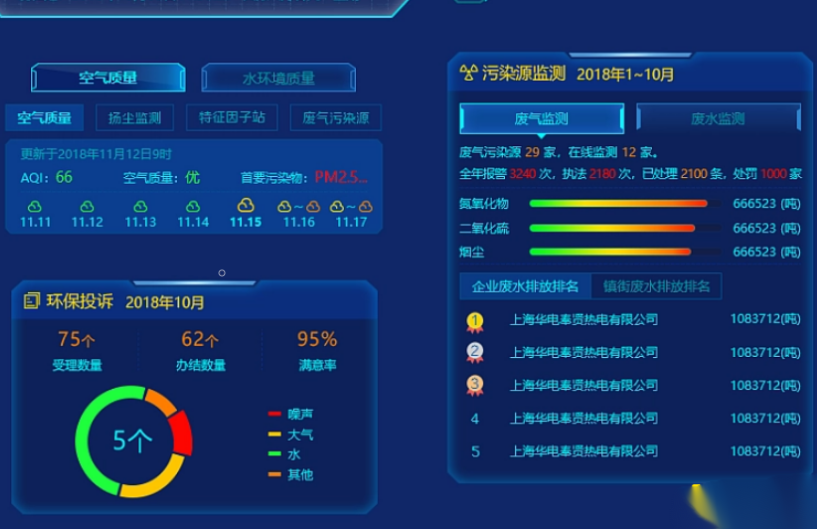 空气质量
水环境质量
空气质量
扬尘监测
特征因子站
废气污染源
更新于2018年11月12日9时
AQI: 66
空气质量: 优
首要污染物: PM2.5...
11.11
11.12
11.13
11.14
11.15
11.16
11.17
环保投诉 2018年10月
75个
62个
95%
受理数量
办结数量
满意率
5个
噪声
大气
水
其他
污染源监测 2018年1~10月
废气监测
废水监测
废气污染源 29 家，在线监测 12 家。
全年报警 3240 次，执法 2180 次，已处理 2100 条，处罚 1000 家
氮氧化物 666523 (吨)
二氧化硫 666523 (吨)
烟尘 666523 (吨)
企业废水排放排名
镇街废水排放排名
1 上海华电奉贤热电有限公司 1083712(吨)
2 上海华电奉贤热电有限公司 1083712(吨)
3 上海华电奉贤热电有限公司 1083712(吨)
4 上海华电奉贤热电有限公司 1083712(吨)
5 上海华电奉贤热电有限公司 1083712(吨)